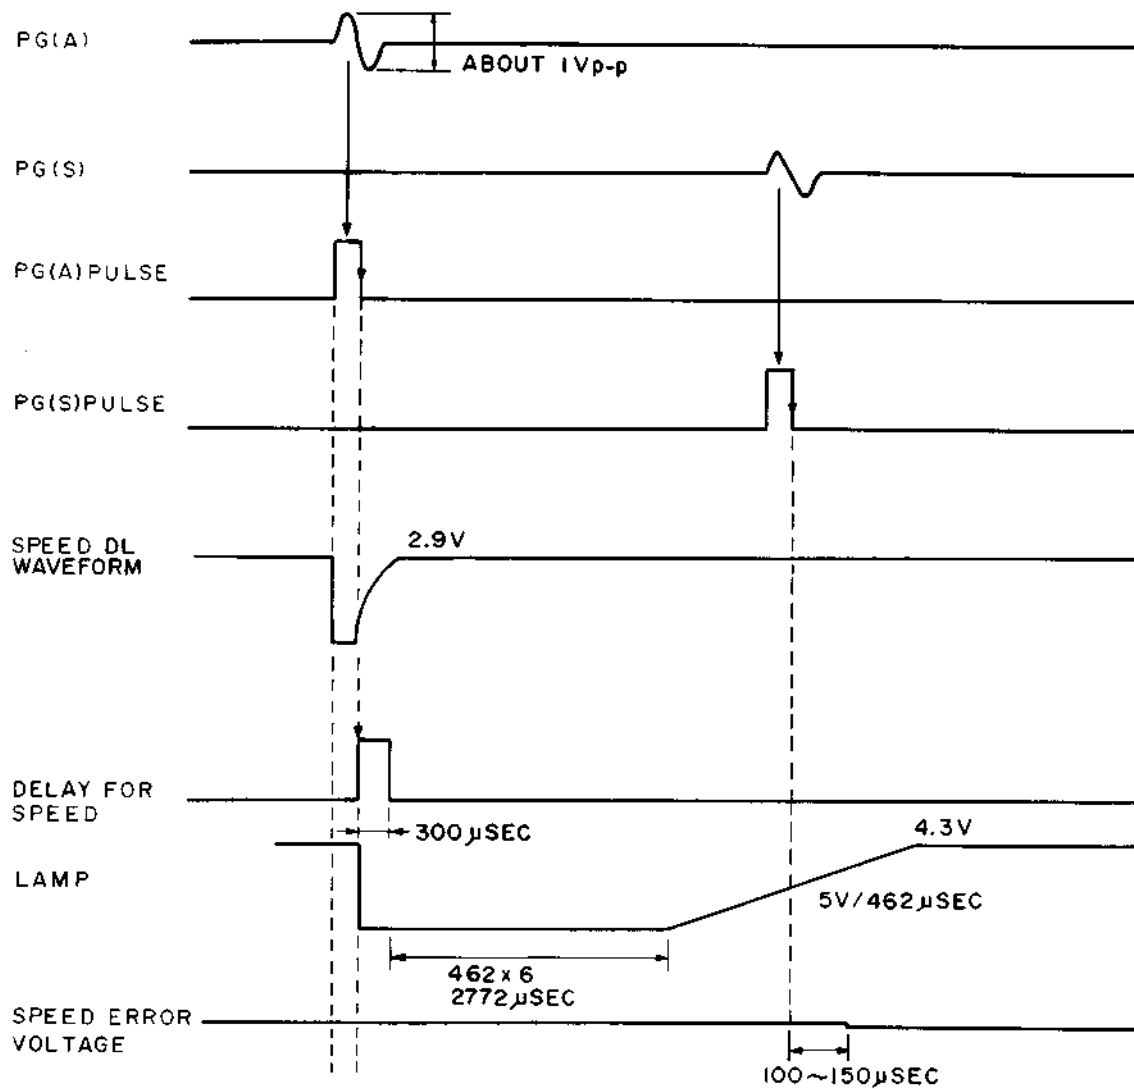 PG(A)
ABOUT 1Vp-p
PG(S)
PG(A)PULSE
PG(S)PULSE
SPEED DL
WAVEFORM
2.9V
DELAY FOR
SPEED
300μSEC
4.3V
LAMP
5V/462μSEC
462 x 6
2772μSEC
SPEED ERROR
VOLTAGE
100~150μSEC